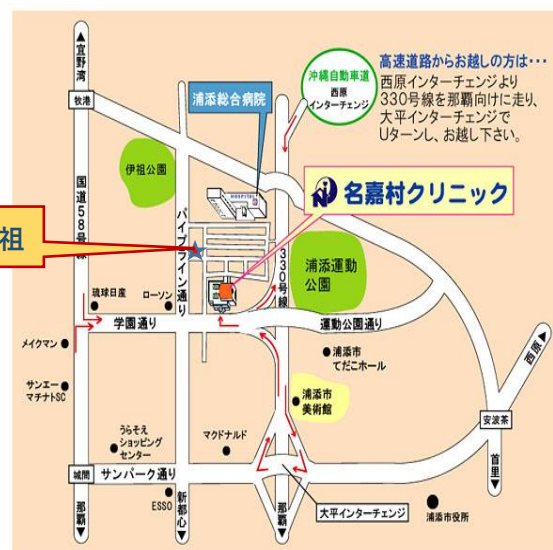 高速道路からお越しの方は…
西原インターチェンジより
330号線を那覇向けに走り、
大平インターチェンジで
Uターンし、お越し下さい。
沖縄自動車道
西原
インターチェンジ
▲宜野湾
牧港
浦添総合病院
HOSPITAL
伊祖公園
名嘉村クリニック
祖
国道58号線
パイプライン通り
330号線
浦添運動
公園
琉球日産
ローソン
学園通り
運動公園通り
メイクマン
サンエー
マチナトSC
浦添市
てだこホール
西原▶
浦添市
美術館
うらそえ
ショッピング
センター
マクドナルド
安波茶
首里▼
城間
サンパーク通り
ESSO
那覇▼
新都心▼
那覇▼
大平インターチェンジ
浦添市役所